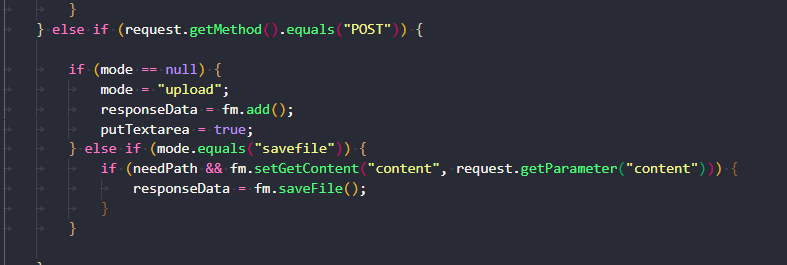 }
} else if (request.getMethod().equals("POST")) {
if (mode == null) {
mode = "upload";
responseData = fm.add();
putTextarea = true;
} else if (mode.equals("savefile")) {
if (needPath && fm.setGetContent("content", request.getParameter("content"))) {
responseData = fm.saveFile();
}
}
}